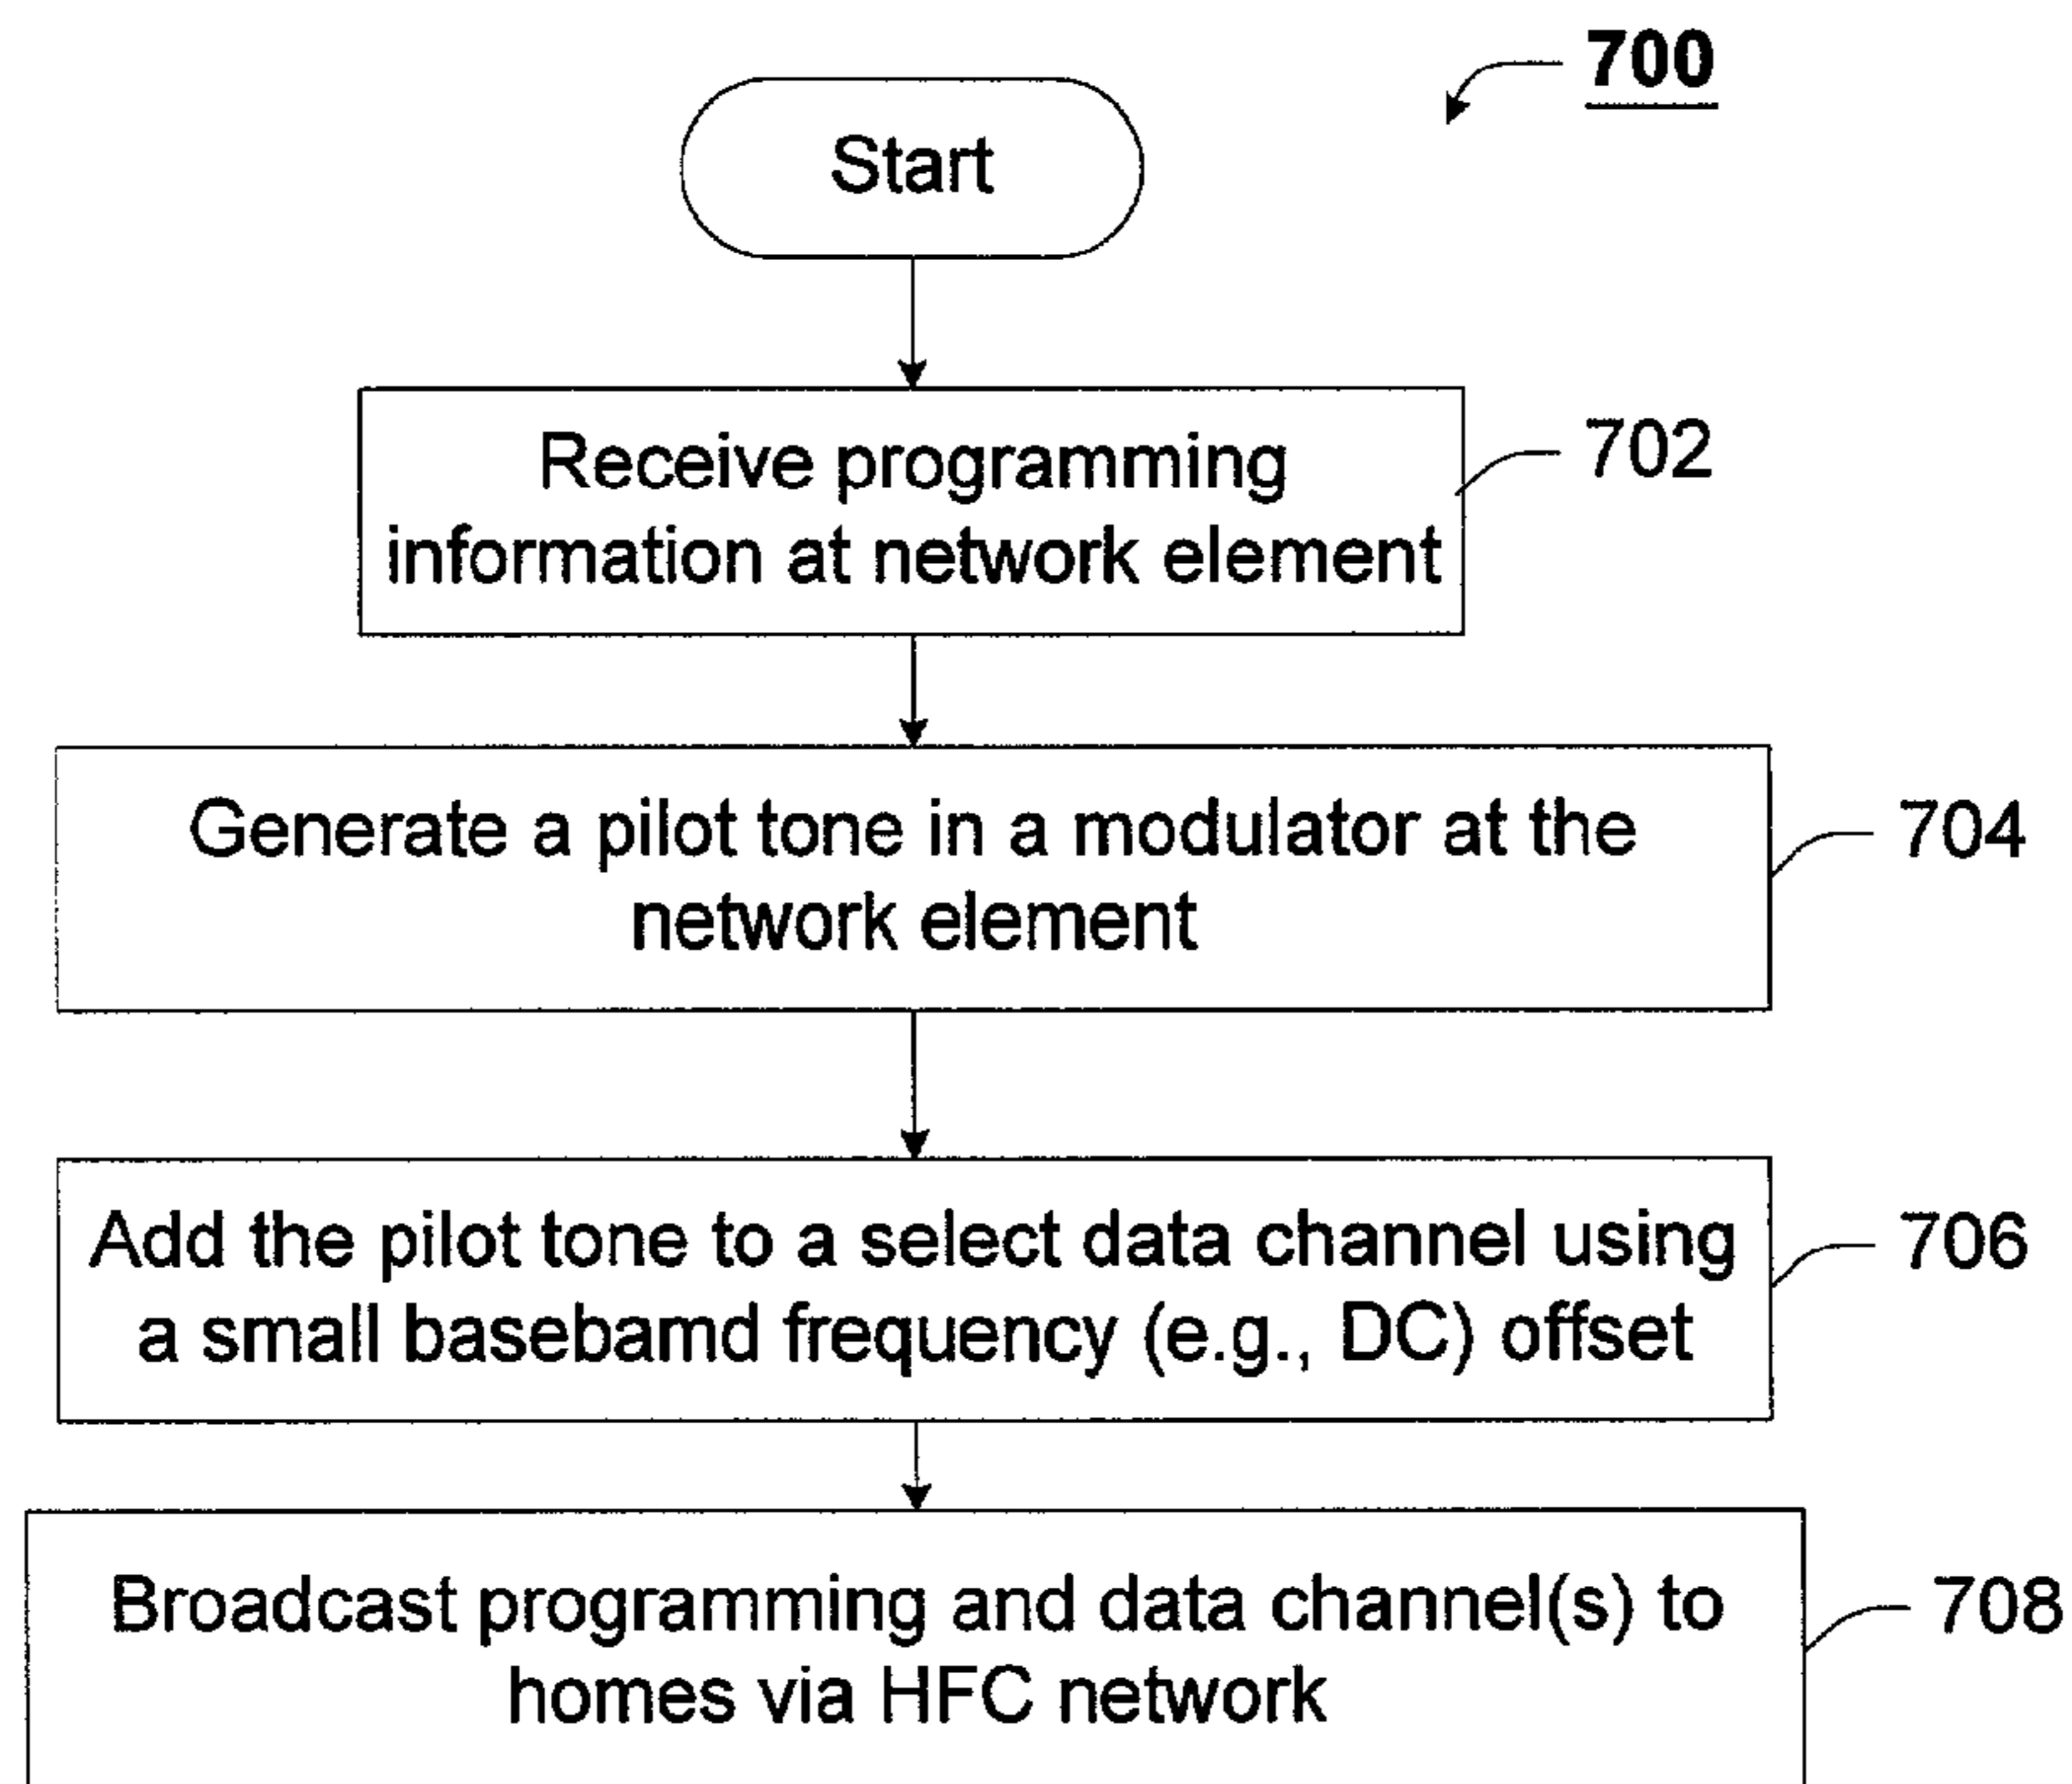 700
Start
Receive programming
information at network element
702
Generate a pilot tone in a modulator at the
network element
704
Add the pilot tone to a select data channel using
a small basebamd frequency (e.g., DC) offset
706
Broadcast programming and data channel(s) to
homes via HFC network
708